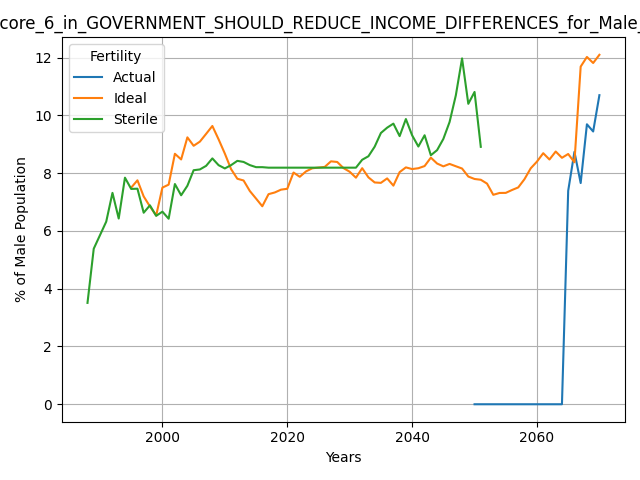 core_6_in_GOVERNMENT_SHOULD_REDUCE_INCOME_DIFFERENCES_for_Male_
Fertility
Actual
Ideal
Sterile
% of Male Population
12
10
8
6
4
2
0
2000 2020 2040 2060
Years